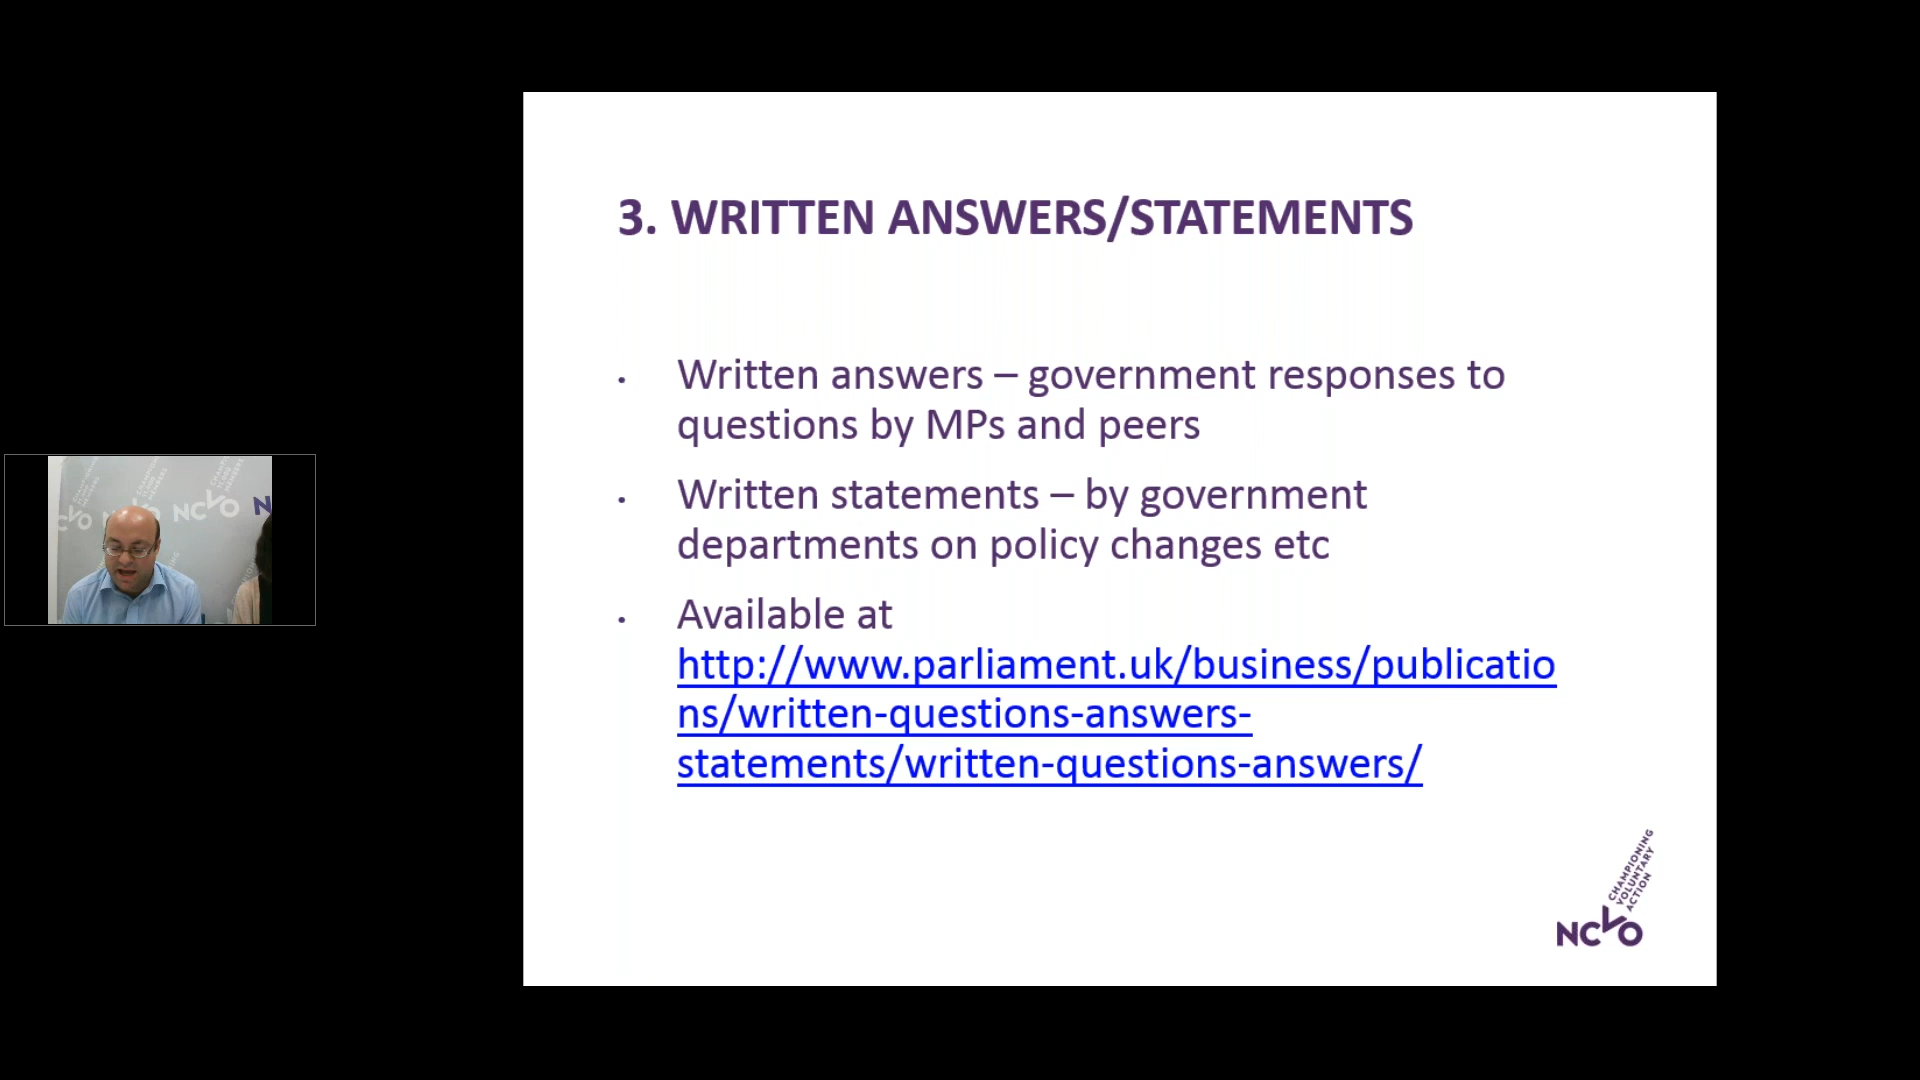 3. WRITTEN ANSWERS/STATEMENTS
• Written answers – government responses to
questions by MPs and peers
• Written statements – by government
departments on policy changes etc
• Available at
http://www.parliament.uk/business/publicatio
ns/written-questions-answers-
statements/written-questions-answers/
CHAMPIONING
VOLUNTARY
ACTION
NCVO
NCVO
NCVO
N